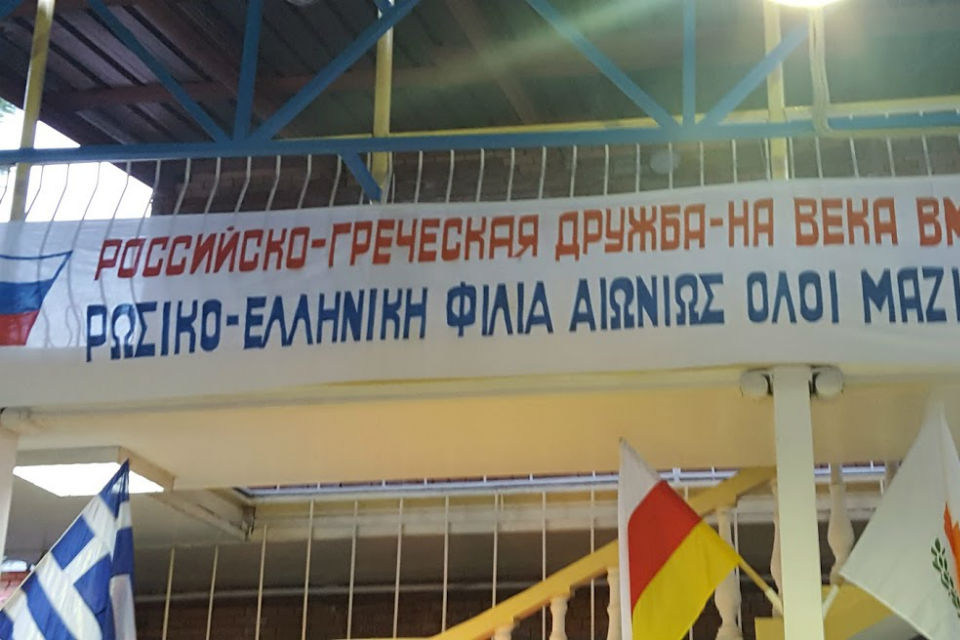 РОССИЙСКО-ГРЕЧЕСКАЯ ДРУЖБА-НА ВЕКА
ΡΩΣΙΚΟ-ΕΛΛΗΝΙΚΗ ΦΙΛΙΑ ΑΙΩΝΙΩΣ ΟΛΟΙ ΜΑΖΙ